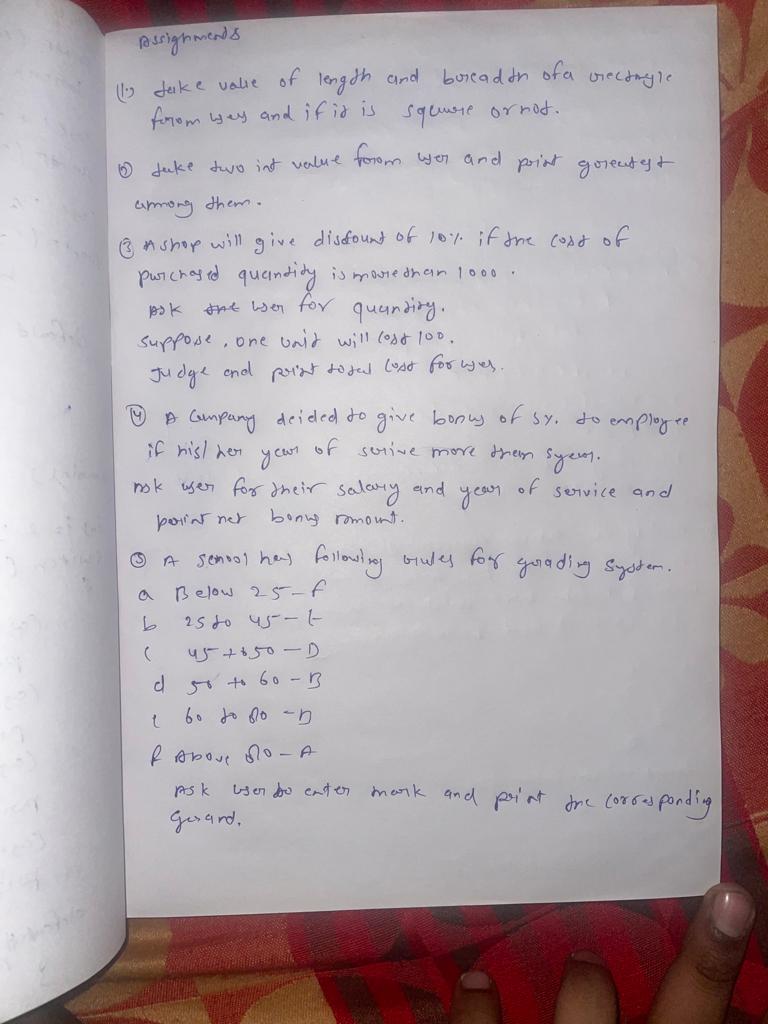 Assignments
(1.) take value of length and breadth of a rectangle
from user and if it is square or not.
② take two int value from user and print greatest
among them.
③ A shop will give discount of 10% if the cost of
purchased quantity is more than 1000.
Ask the user for quantity.
Suppose, one unit will cost 100.
Judge and print total cost for user.
④ A Company deided to give bonus of 5%. to employee
if his/her year of serive more than 5 year.
Ask user for their salary and year of service and
print net bonus amount.
⑤ A school has following rules for grading system.
a Below 25 - F
b 25 to 45 - E
c 45 to 50 - D
d 50 to 60 - B
e 60 to 80 - B
f Above 80 - A
Ask user to enter mark and print the corresponding